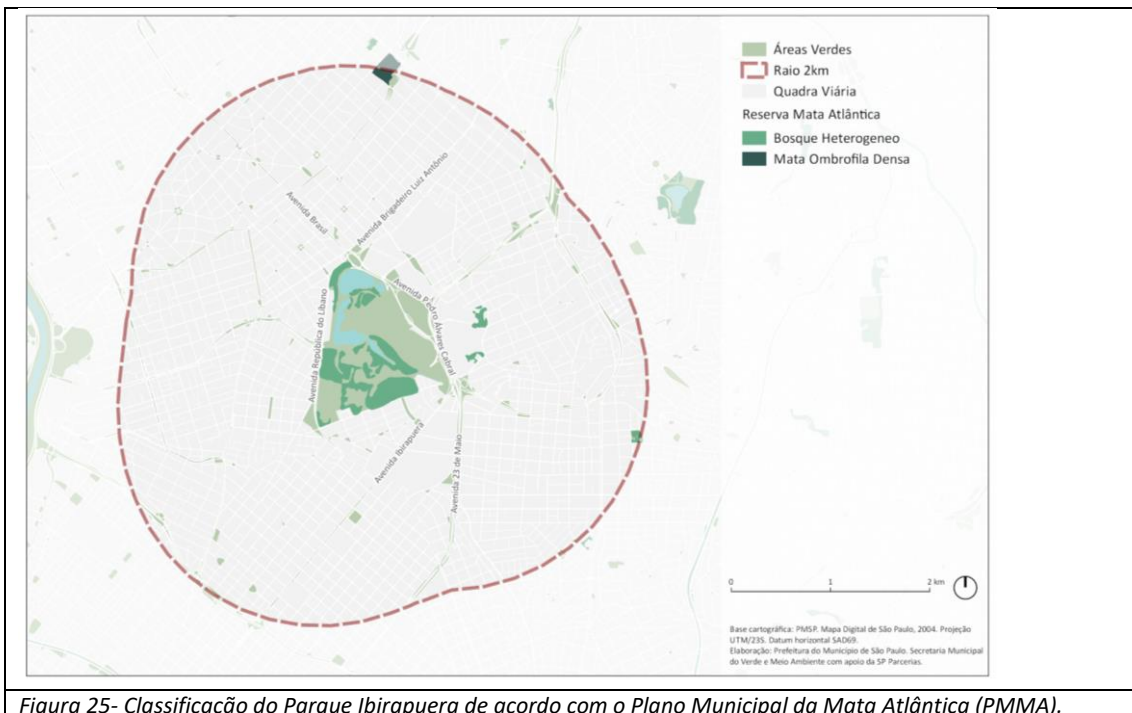 Áreas Verdes
Raio 2km
Quadra Viária
Reserva Mata Atlântica
Bosque Heterogeneo
Mata Ombrofila Densa
Avenida Brigadeiro Luiz Antônio
Avenida Brasil
Avenida Pedro Álvares Cabral
Avenida República do Líbano
Avenida Ibirapuera
Avenida 23 de Maio
0 1 2 km
Base cartográfica: PMSP. Mapa Digital de São Paulo, 2004. Projeção
UTM/23S. Datum horizontal SAD69.
Elaboração: Prefeitura do Município de São Paulo. Secretaria Municipal
do Verde e Meio Ambiente com apoio da SP Parcerias.
Figura 25- Classificação do Parque Ibirapuera de acordo com o Plano Municipal da Mata Atlântica (PMMA).